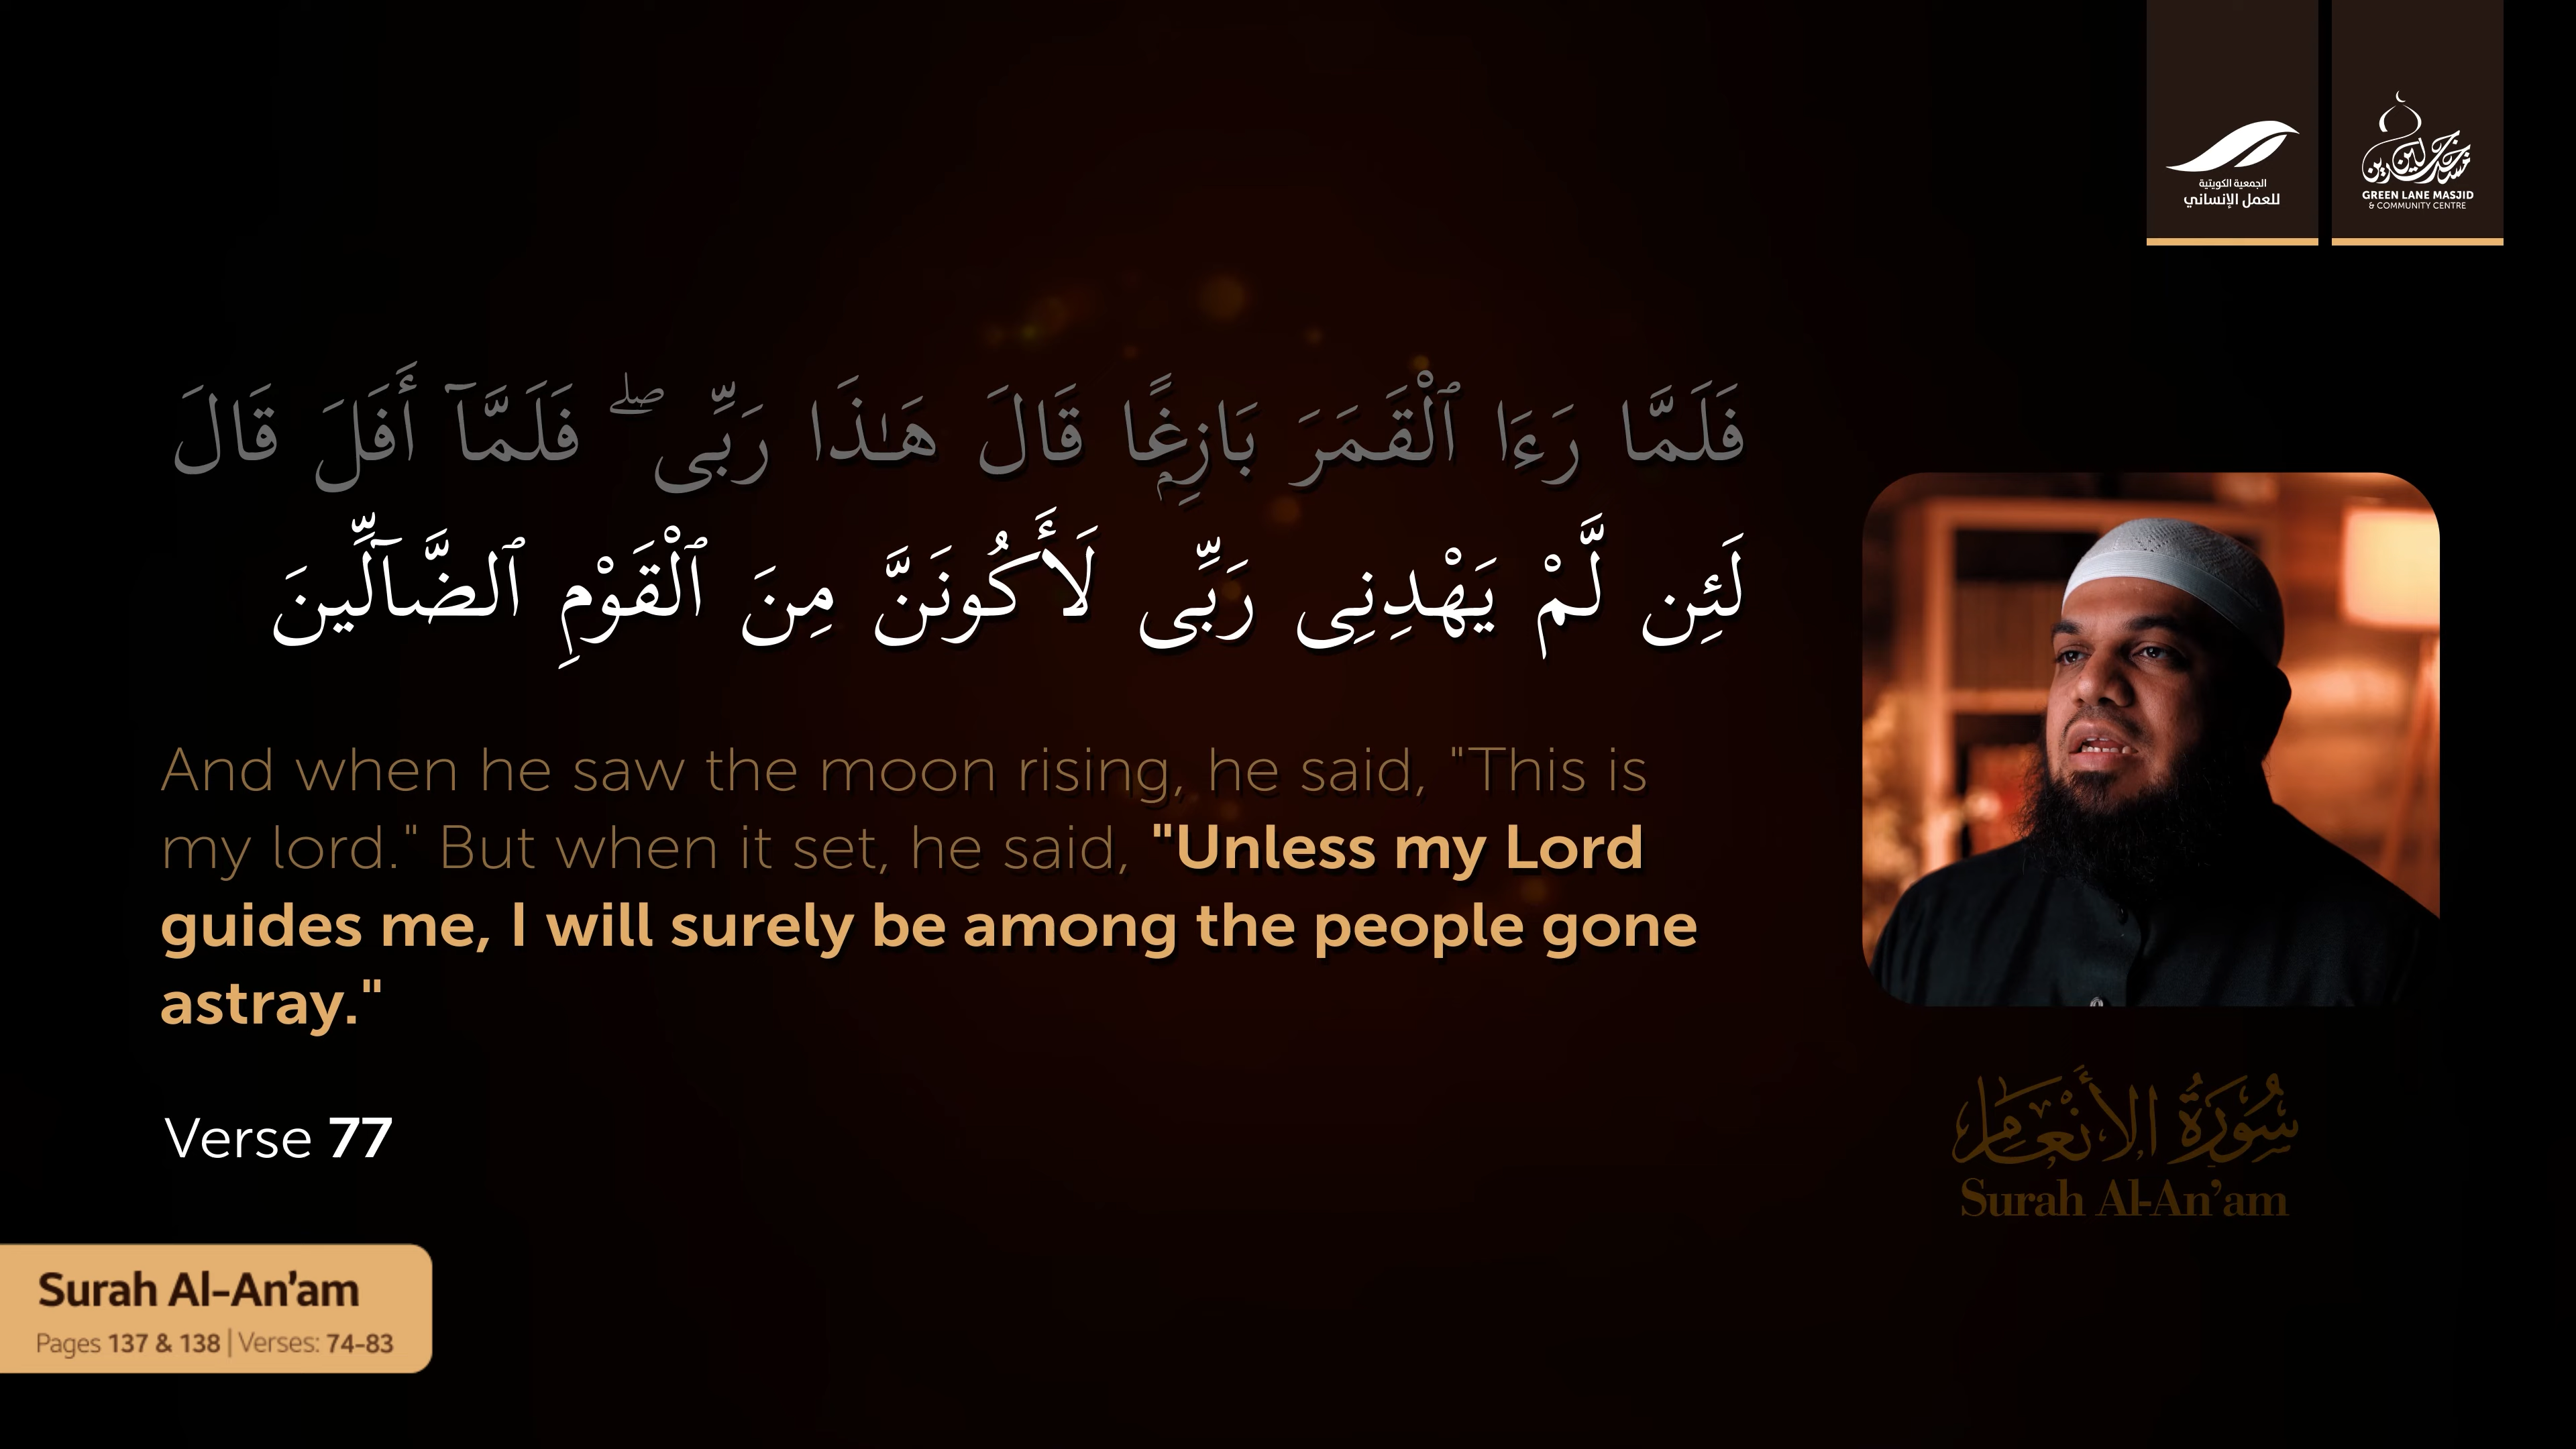 الجمعية الكويتية
للعمل الإنساني
مسجد جرين لين
GREEN LANE MASJID
& COMMUNITY CENTRE
فَلَمَّا رَءَا ٱلْقَمَرَ بَازِغًۭا قَالَ هَـٰذَا رَبِّى ۖ فَلَمَّآ أَفَلَ قَالَ
لَئِن لَّمْ يَهْدِنِى رَبِّى لَأَكُونَنَّ مِنَ ٱلْقَوْمِ ٱلضَّآلِّينَ
And when he saw the moon rising, he said, "This is
my lord." But when it set, he said, "Unless my Lord
guides me, I will surely be among the people gone
astray."
Verse 77
سُورَةُ الأَنْعَامِ
Surah Al-An’am
Surah Al-An’am
Pages 137 & 138 | Verses: 74-83